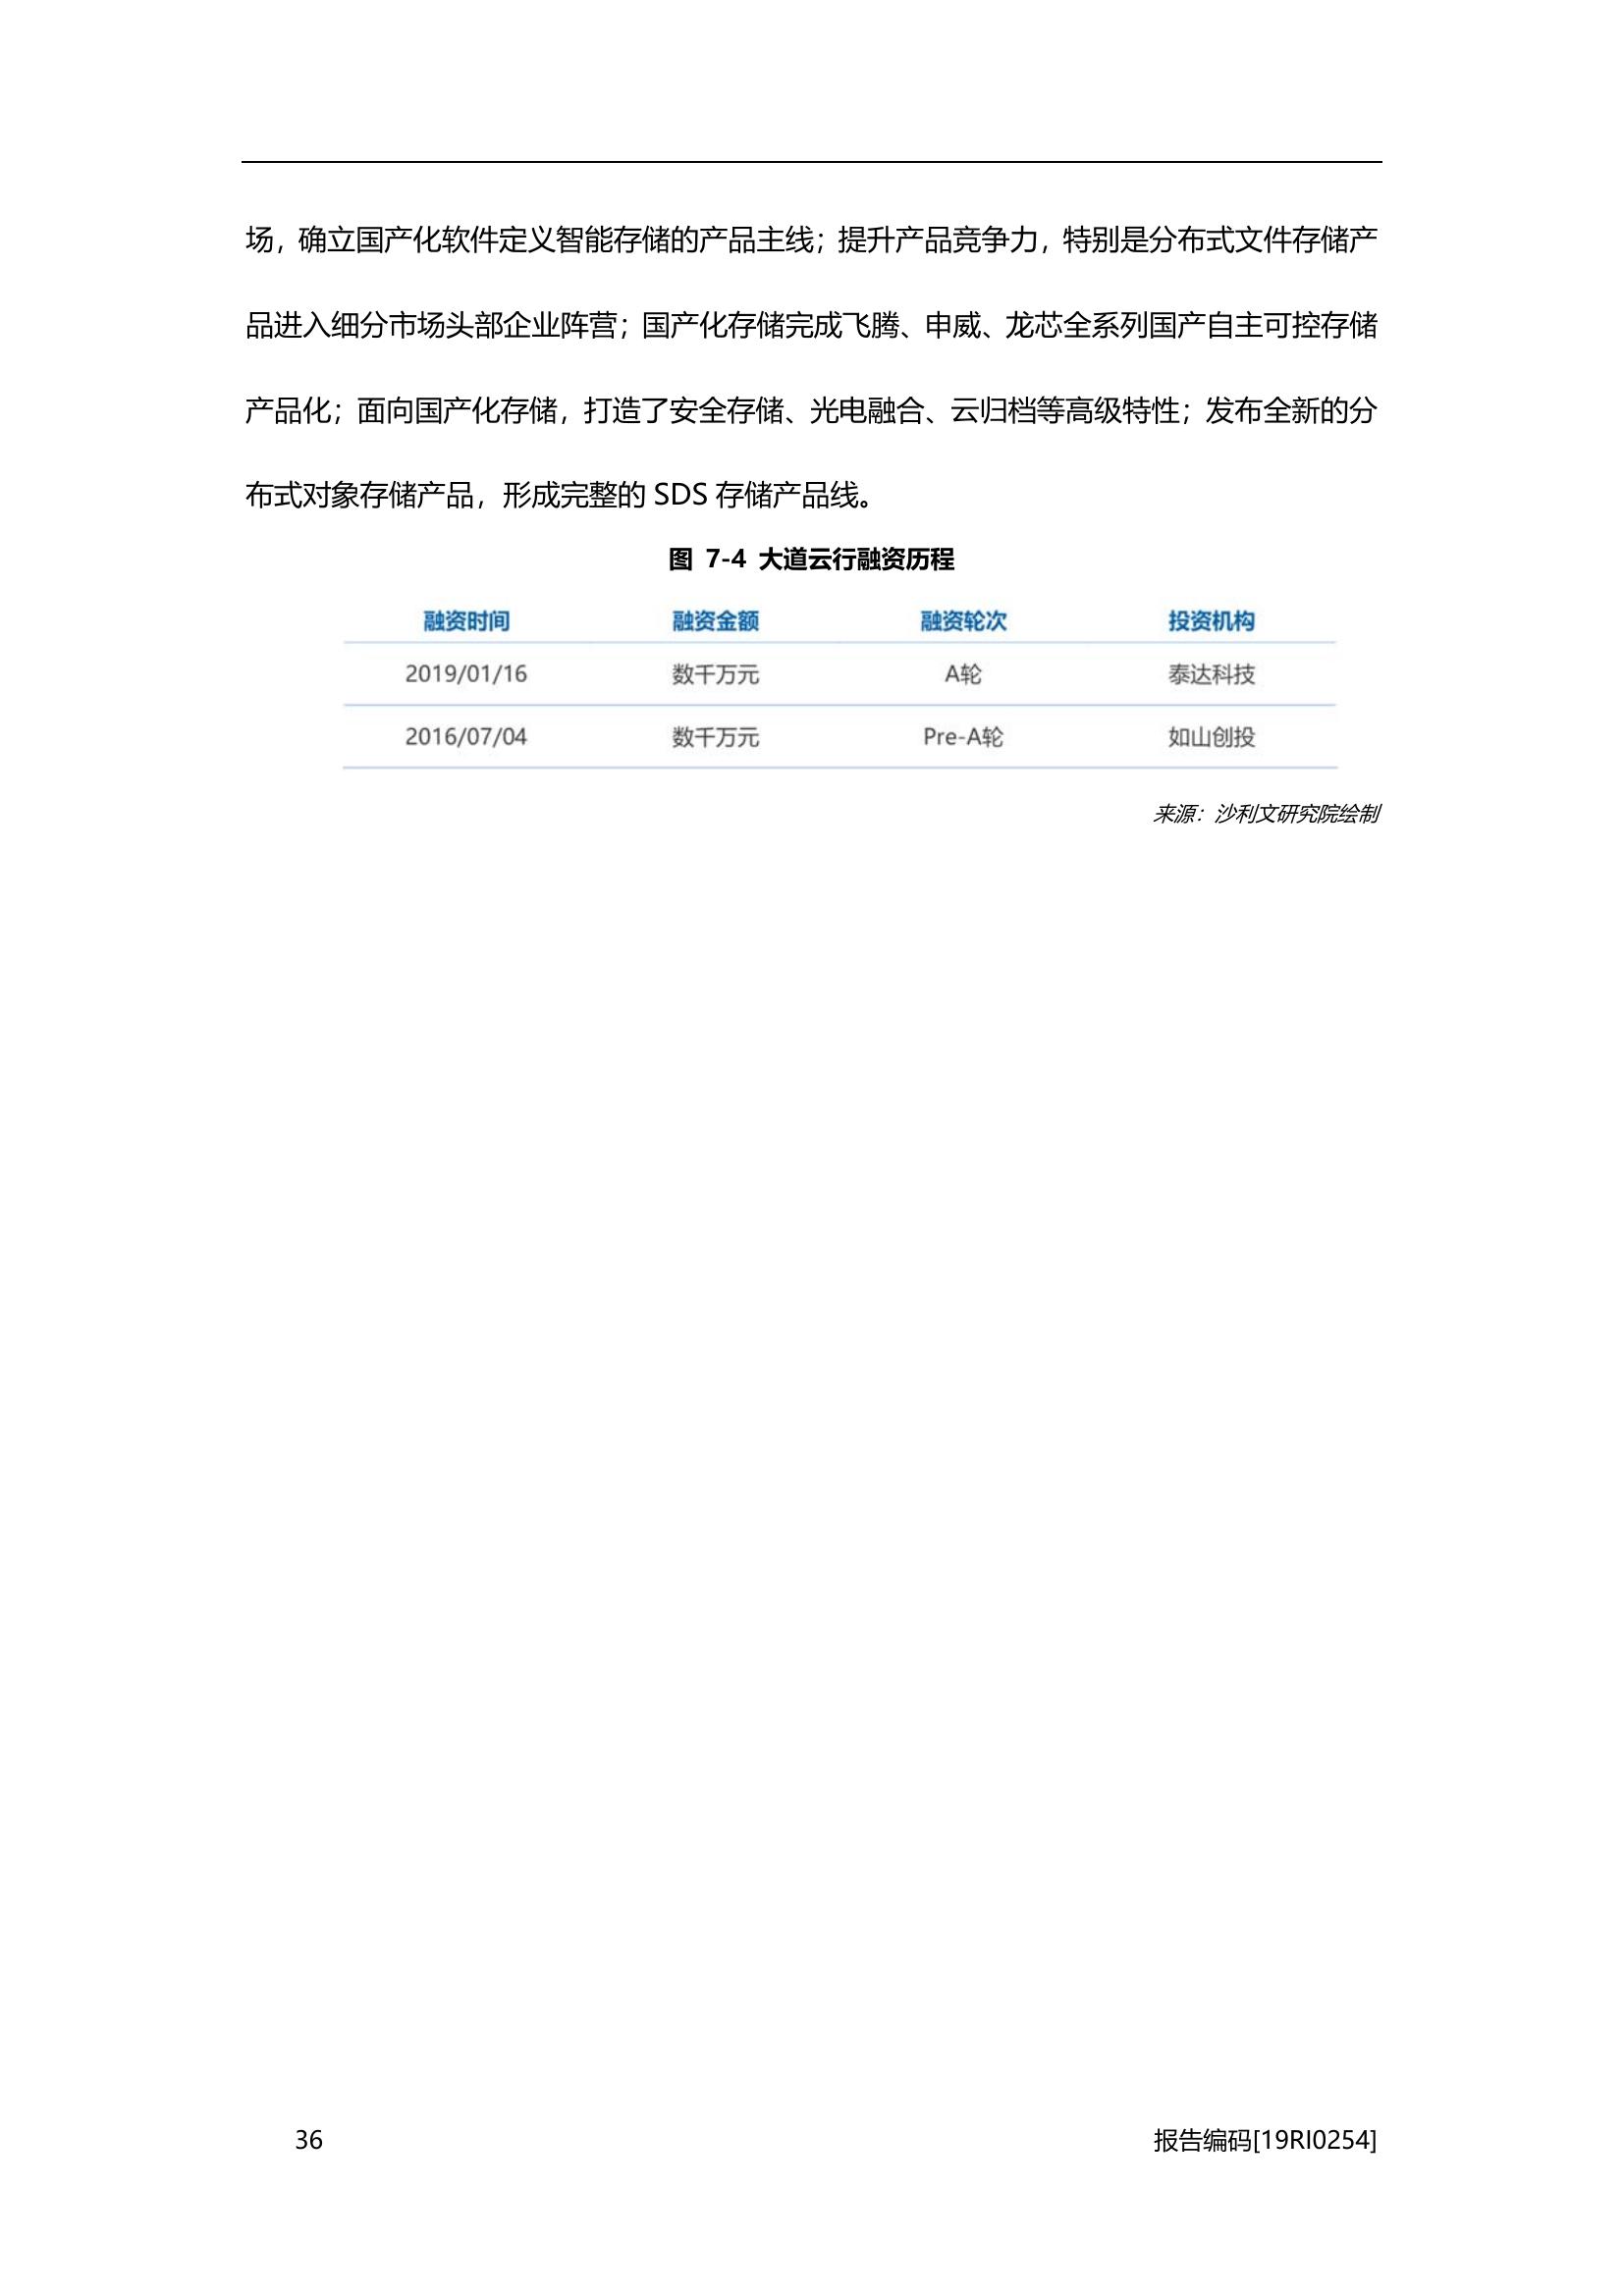 场，确立国产化软件定义智能存储的产品主线；提升产品竞争力，特别是分布式文件存储产
品进入细分市场头部企业阵营；国产化存储完成飞腾、申威、龙芯全系列国产自主可控存储
产品化；面向国产化存储，打造了安全存储、光电融合、云归档等高级特性；发布全新的分
布式对象存储产品，形成完整的 SDS 存储产品线。
图 7-4 大道云行融资历程
融资时间 融资金额 融资轮次 投资机构
2019/01/16 数千万元 A轮 泰达科技
2016/07/04 数千万元 Pre-A轮 如山创投
来源：沙利文研究院绘制
36 报告编码[19RI0254]